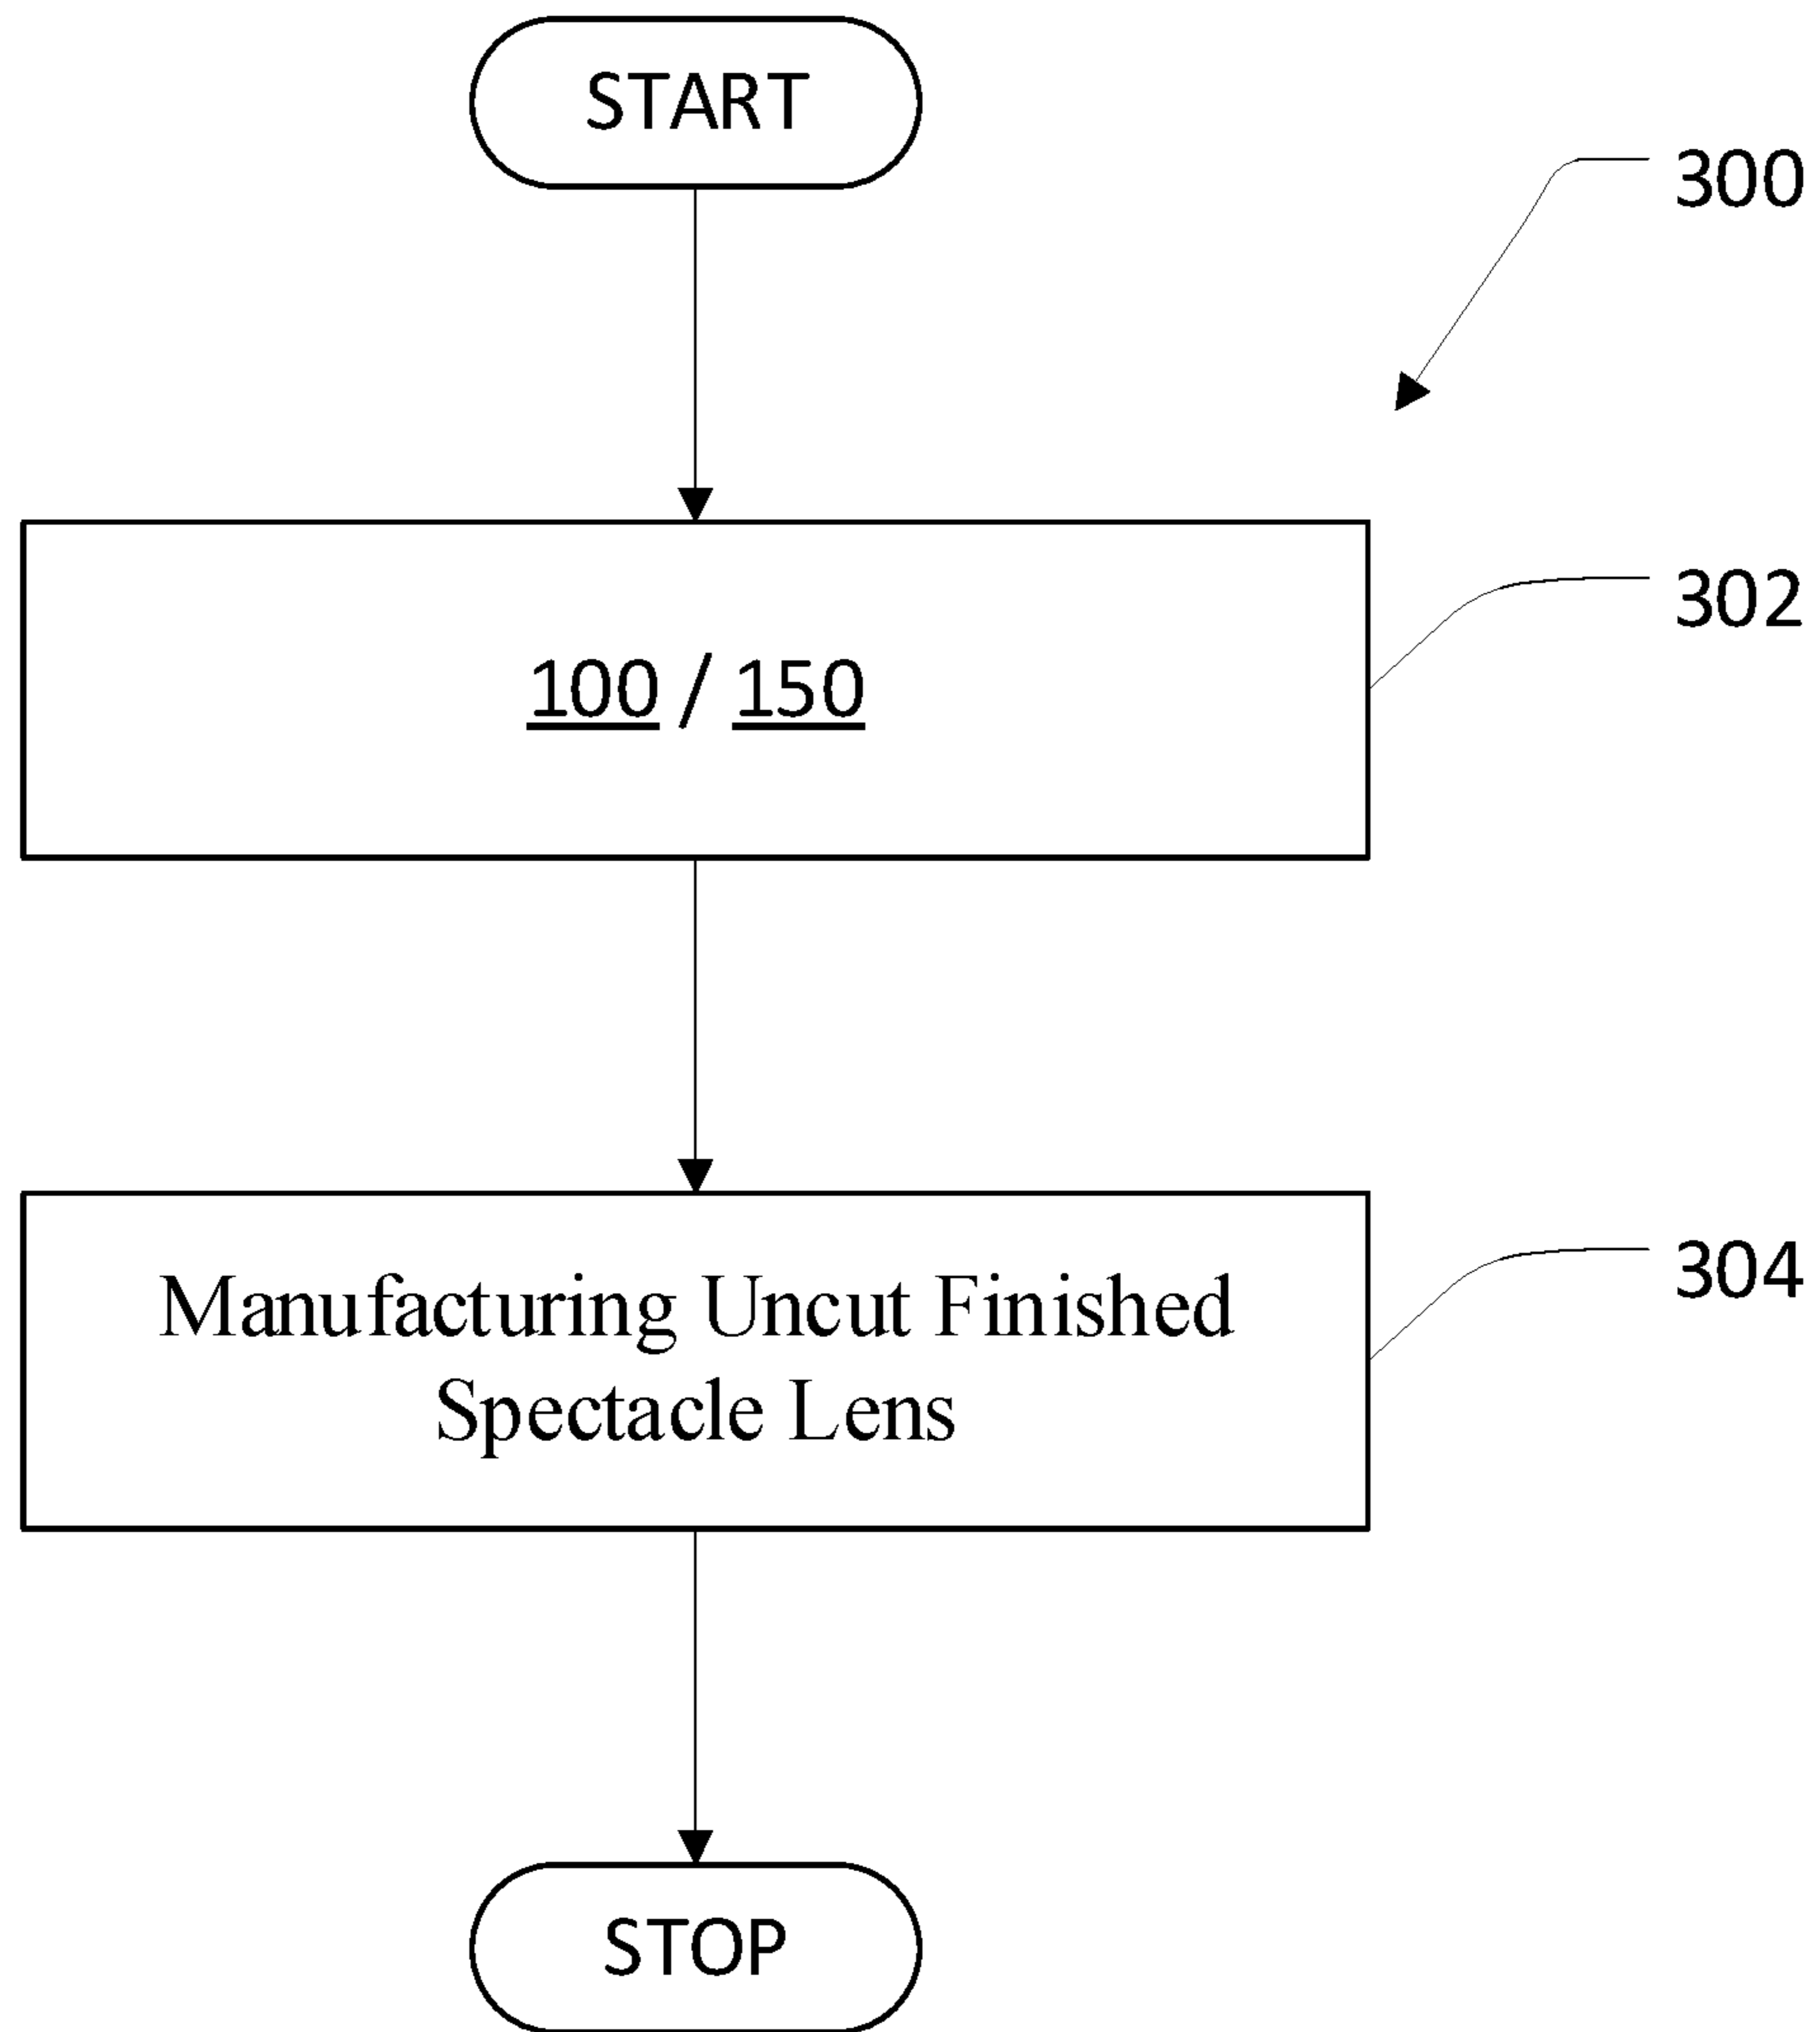 START
300
302
100 / 150
304
Manufacturing Uncut Finished
Spectacle Lens
STOP